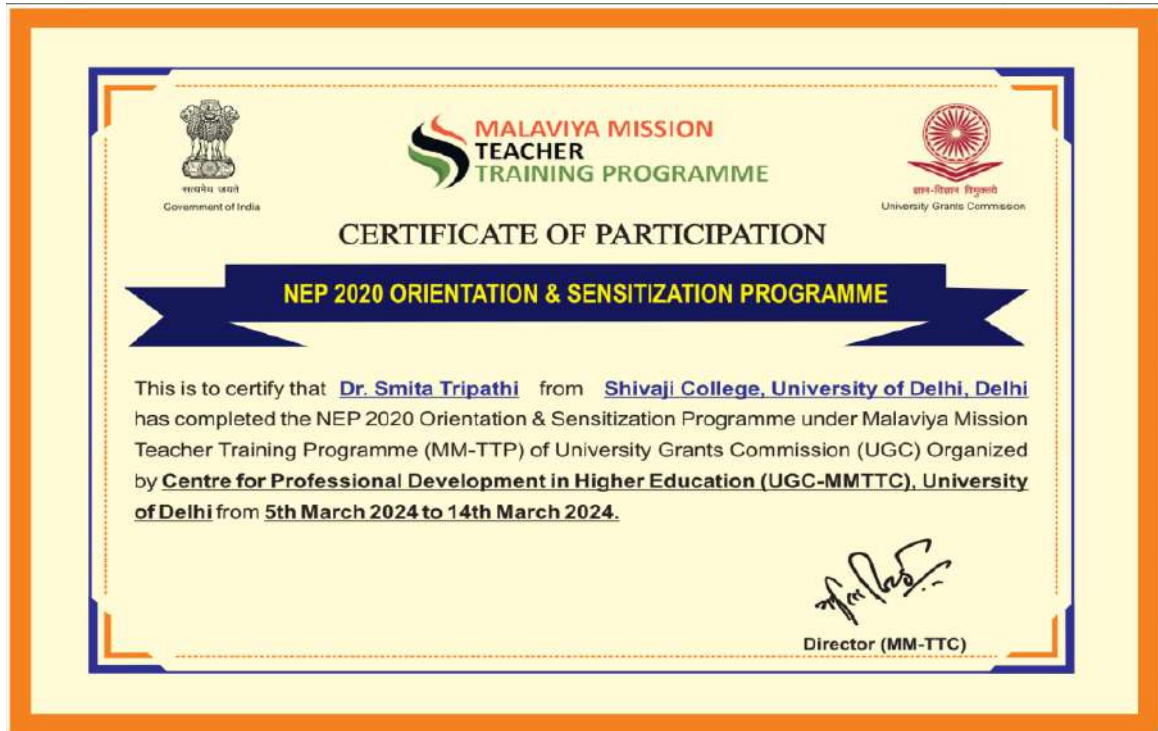 सत्यमेव जयते
Government of India
MALAVIYA MISSION
TEACHER
TRAINING PROGRAMME
ज्ञान-विज्ञान विमुक्तये
University Grants Commission
CERTIFICATE OF PARTICIPATION
NEP 2020 ORIENTATION & SENSITIZATION PROGRAMME
This is to certify that Dr. Smita Tripathi from Shivaji College, University of Delhi, Delhi
has completed the NEP 2020 Orientation & Sensitization Programme under Malaviya Mission
Teacher Training Programme (MM-TTP) of University Grants Commission (UGC) Organized
by Centre for Professional Development in Higher Education (UGC-MMTTC), University
of Delhi from 5th March 2024 to 14th March 2024.
Director (MM-TTC)